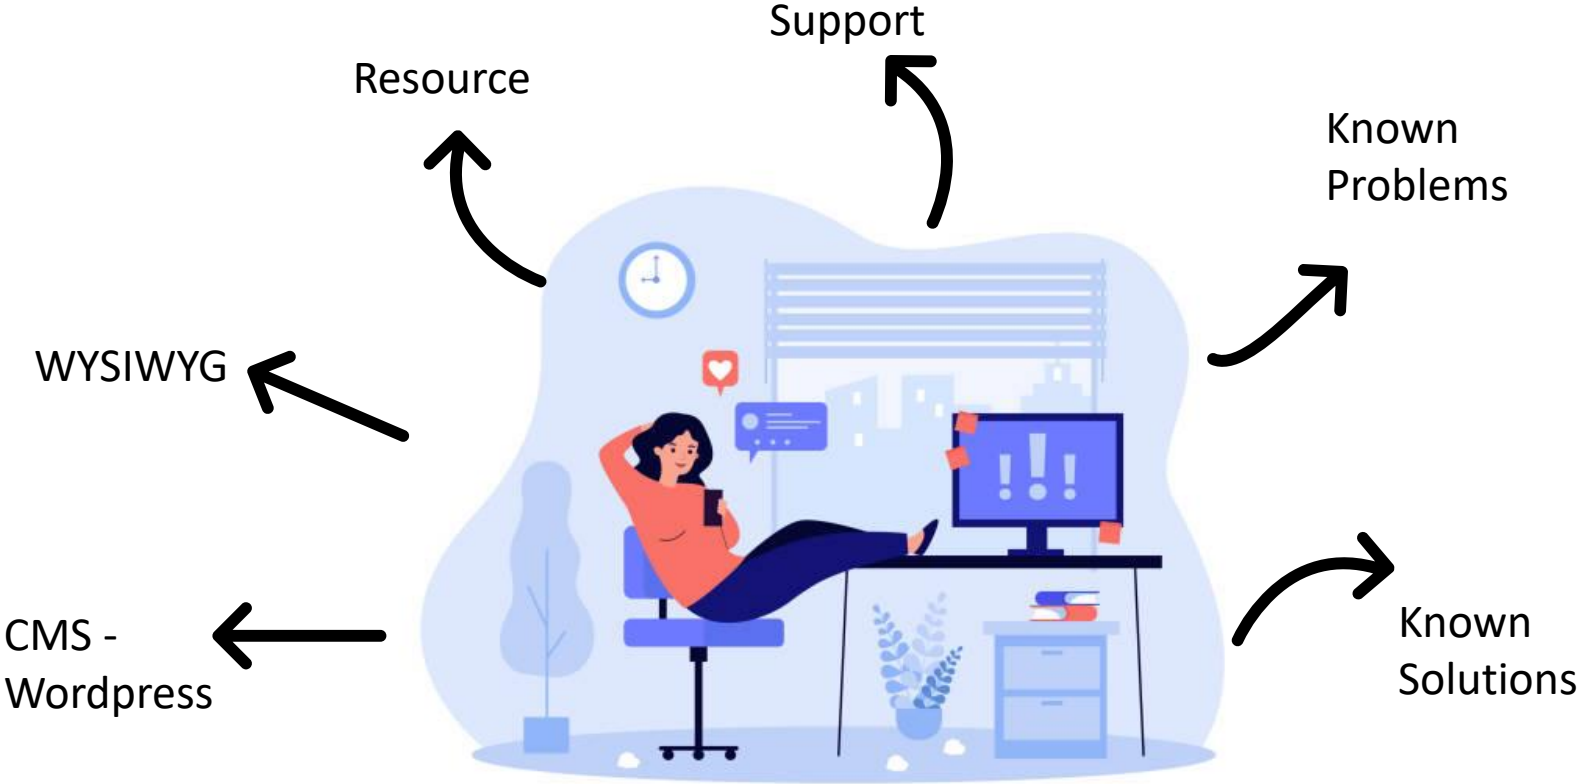 Support
Resource
Known
Problems
WYSIWYG
! ! !
CMS -
Wordpress
Known
Solutions